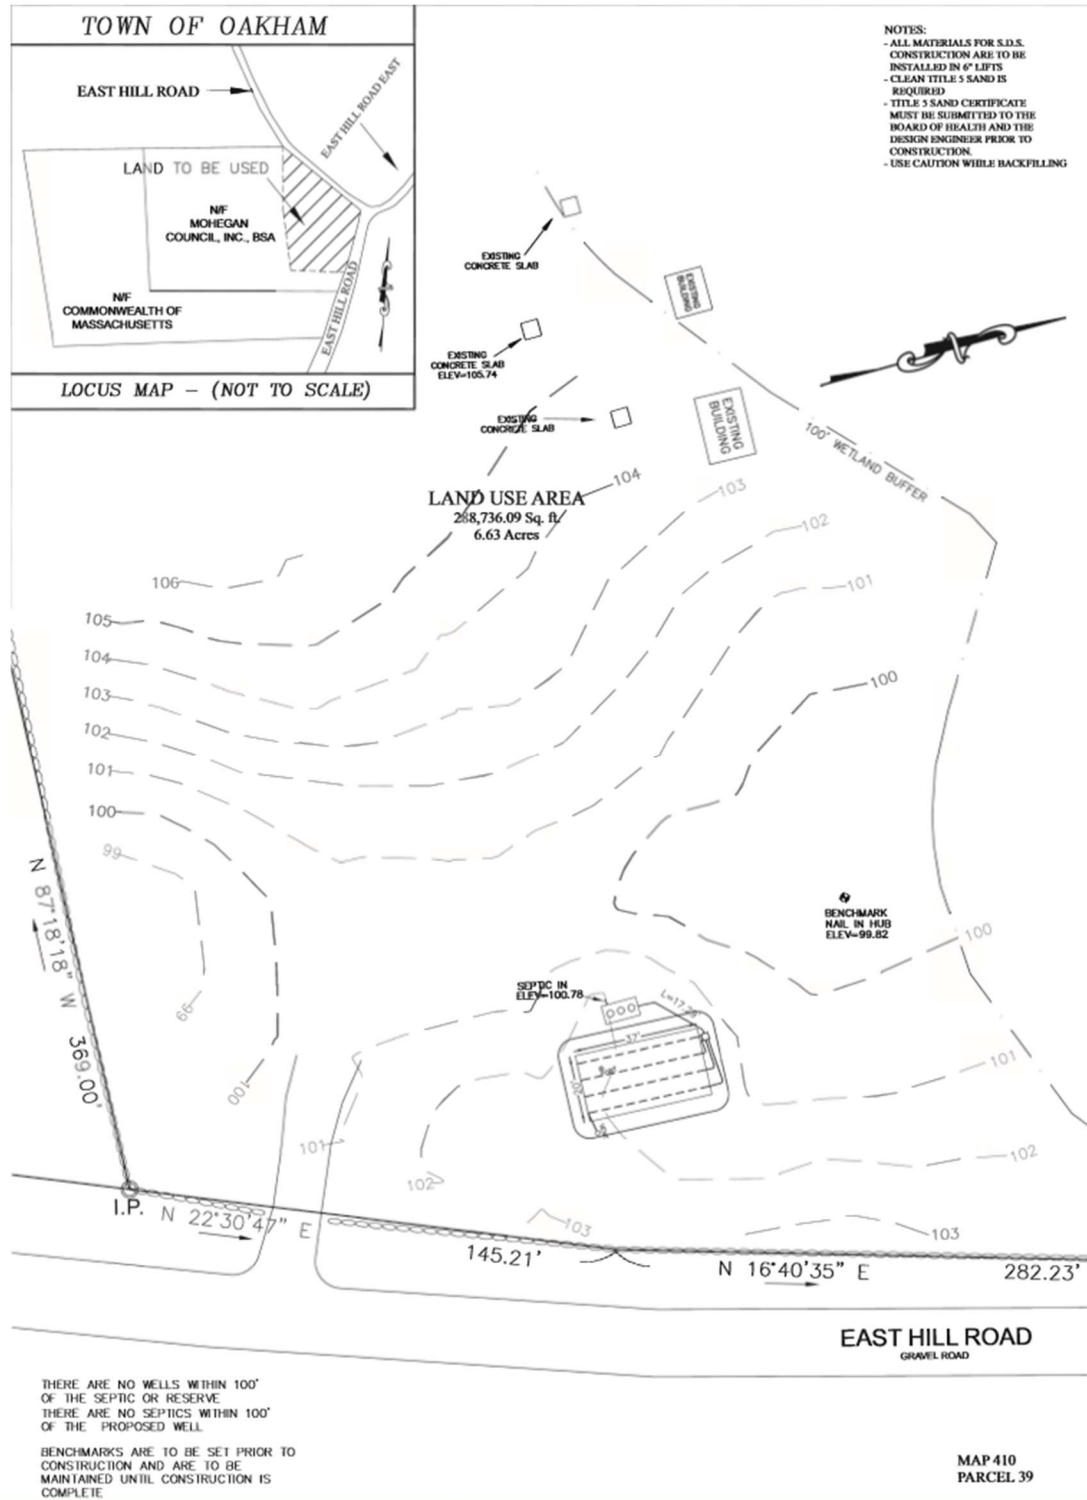 TOWN OF OAKHAM
EAST HILL ROAD
EAST HILL ROAD EAST
LAND TO BE USED
N/F
MOHEGAN
COUNCIL, INC., BSA
N/F
COMMONWEALTH OF
MASSACHUSETTS
EAST HILL ROAD
LOCUS MAP - (NOT TO SCALE)
NOTES:
- ALL MATERIALS FOR S.D.S.
CONSTRUCTION ARE TO BE
INSTALLED IN 6" LIFTS
- CLEAN TITLE 5 SAND IS
REQUIRED
- TITLE 5 SAND CERTIFICATE
MUST BE SUBMITTED TO THE
BOARD OF HEALTH AND THE
DESIGN ENGINEER PRIOR TO
CONSTRUCTION.
- USE CAUTION WHILE BACKFILLING
EXISTING
CONCRETE SLAB
EXISTING
BUILDING
EXISTING
CONCRETE SLAB
ELEV=105.74
EXISTING
CONCRETE SLAB
EXISTING
BUILDING
N
100' WETLAND BUFFER
LAND USE AREA
288,736.09 Sq. ft.
6.63 Acres
104
103
102
101
100
106
105
104
103
102
101
100
99
99
100
BENCHMARK
NAIL IN HUB
ELEV=99.82
100
SEPTIC IN
ELEV=100.78
37'
20'
101
101
102
102
103
103
N 87°18'18" W
369.00'
I.P.
N 22°30'47" E
145.21'
N 16°40'35" E
282.23'
EAST HILL ROAD
GRAVEL ROAD
THERE ARE NO WELLS WITHIN 100'
OF THE SEPTIC OR RESERVE
THERE ARE NO SEPTICS WITHIN 100'
OF THE PROPOSED WELL
BENCHMARKS ARE TO BE SET PRIOR TO
CONSTRUCTION AND ARE TO BE
MAINTAINED UNTIL CONSTRUCTION IS
COMPLETE
MAP 410
PARCEL 39